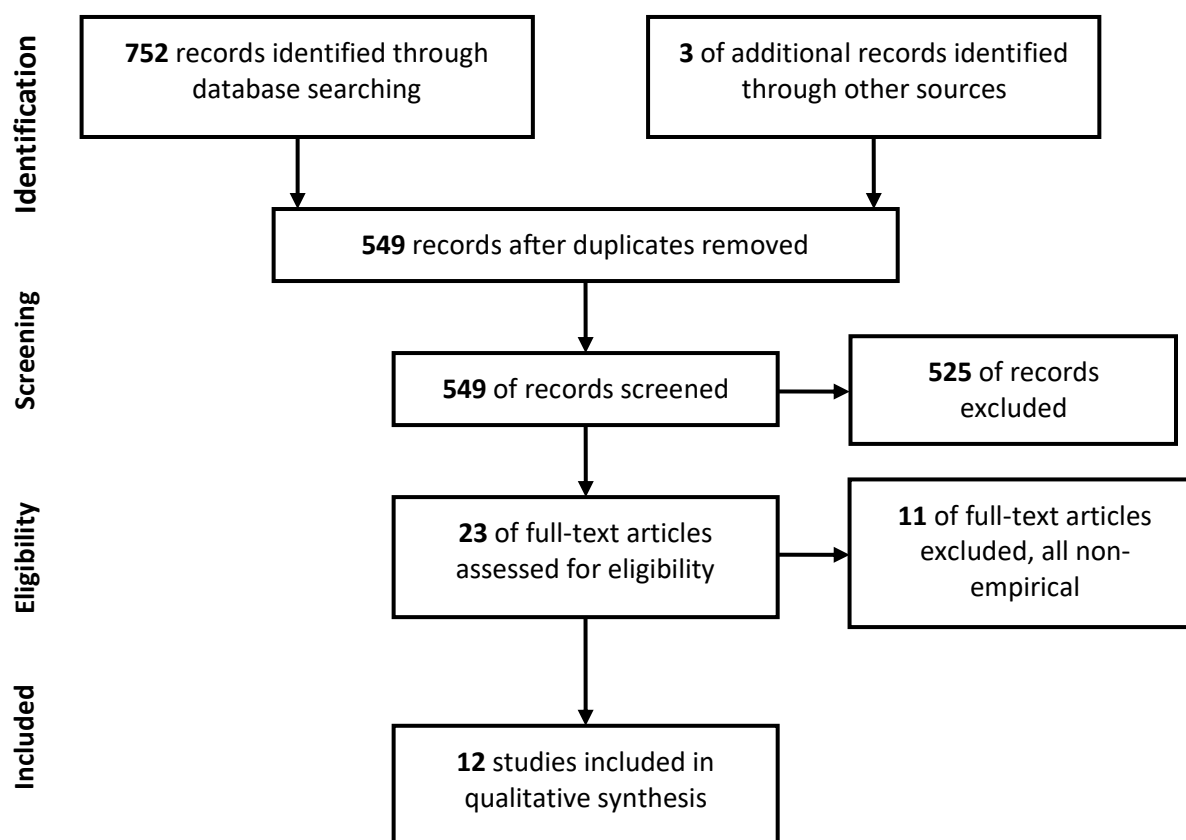 Identification
752 records identified through
database searching
3 of additional records identified
through other sources
549 records after duplicates removed
Screening
549 of records screened
525 of records
excluded
Eligibility
23 of full-text articles
assessed for eligibility
11 of full-text articles
excluded, all non-
empirical
Included
12 studies included in
qualitative synthesis